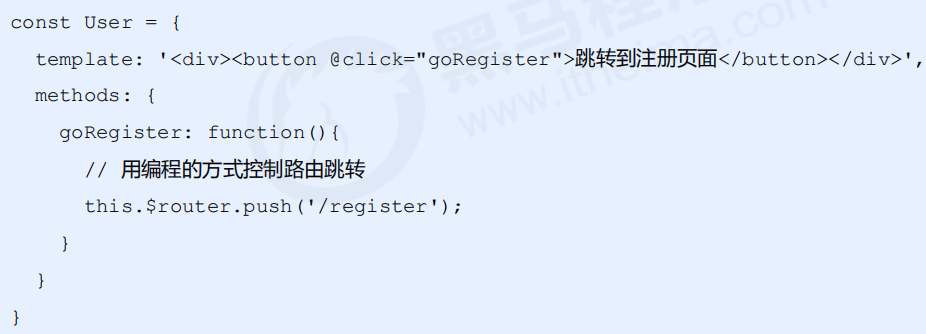 const User = {
  template: '<div><button @click="goRegister">跳转到注册页面</button></div>',
  methods: {
    goRegister: function(){
      // 用编程的方式控制路由跳转
      this.$router.push('/register');
    }
  }
}
黑马程
www.itheima.com